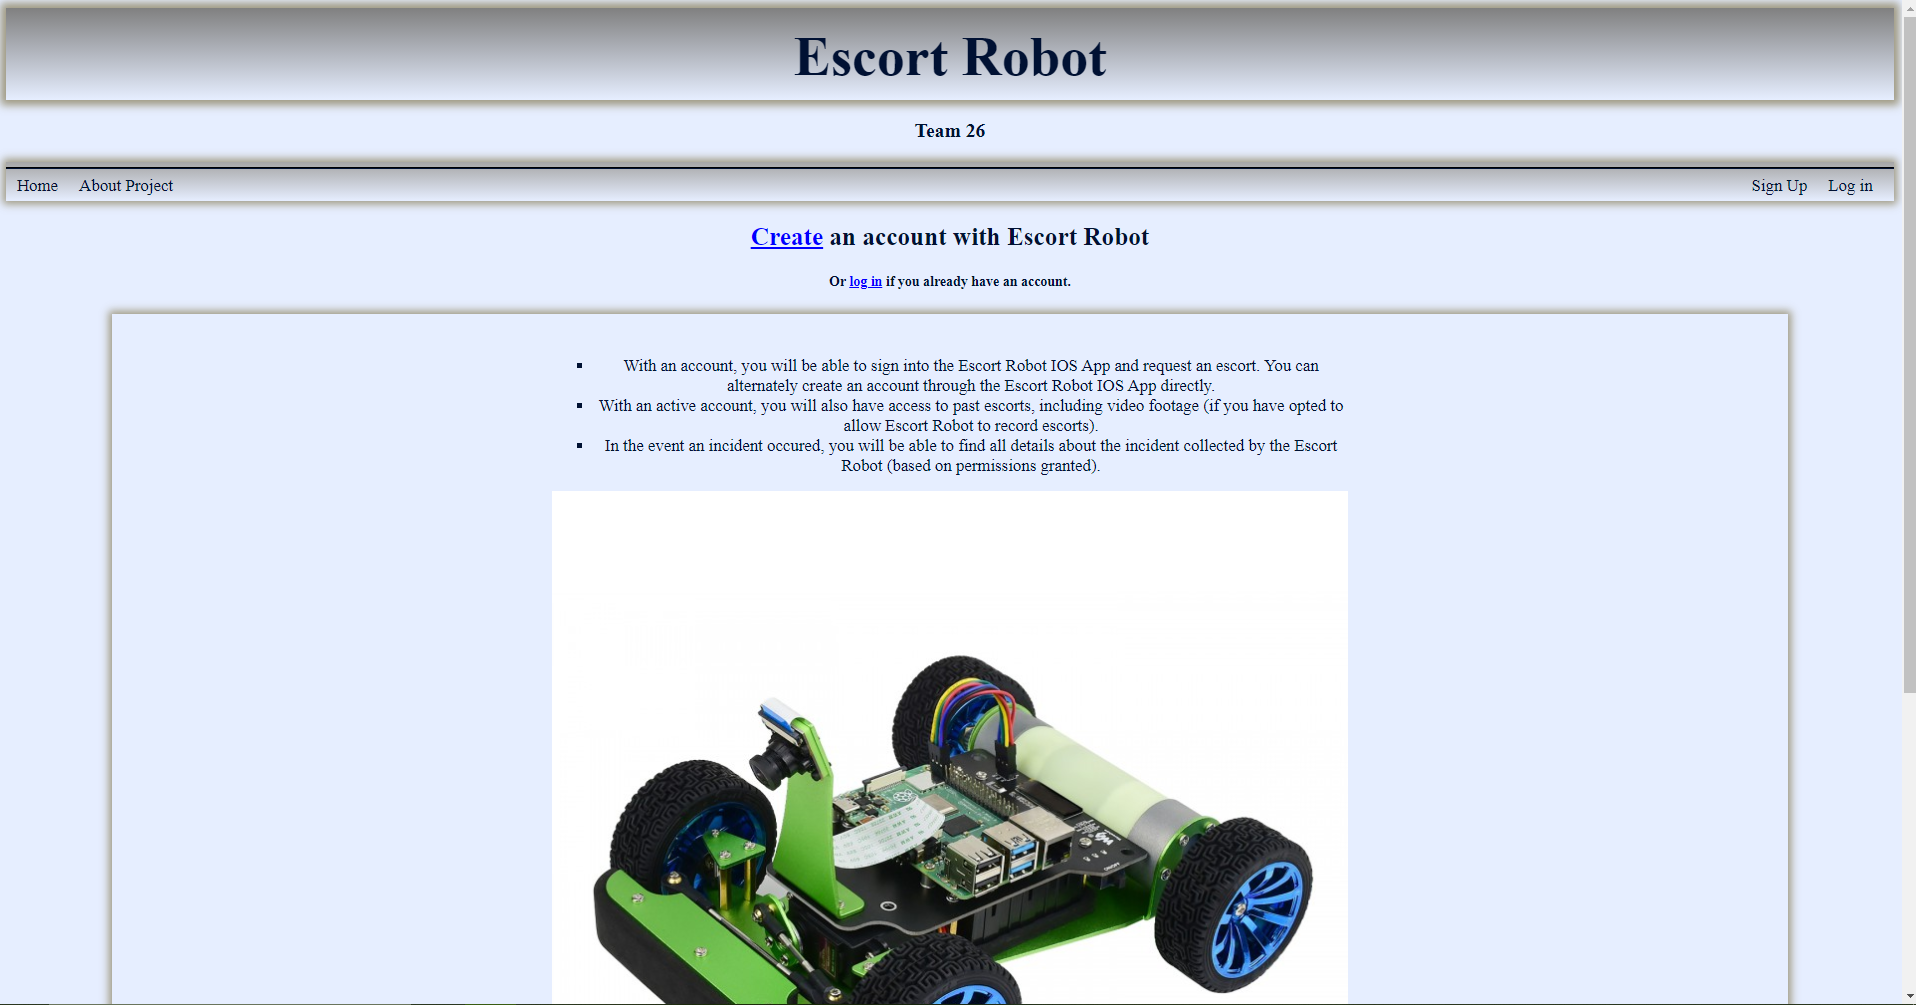 Escort Robot
Team 26
Home About Project Sign Up Log in
Create an account with Escort Robot
Or log in if you already have an account.
With an account, you will be able to sign into the Escort Robot IOS App and request an escort. You can
alternately create an account through the Escort Robot IOS App directly.
With an active account, you will also have access to past escorts, including video footage (if you have opted to
allow Escort Robot to record escorts).
In the event an incident occured, you will be able to find all details about the incident collected by the Escort
Robot (based on permissions granted).
ON/OFF